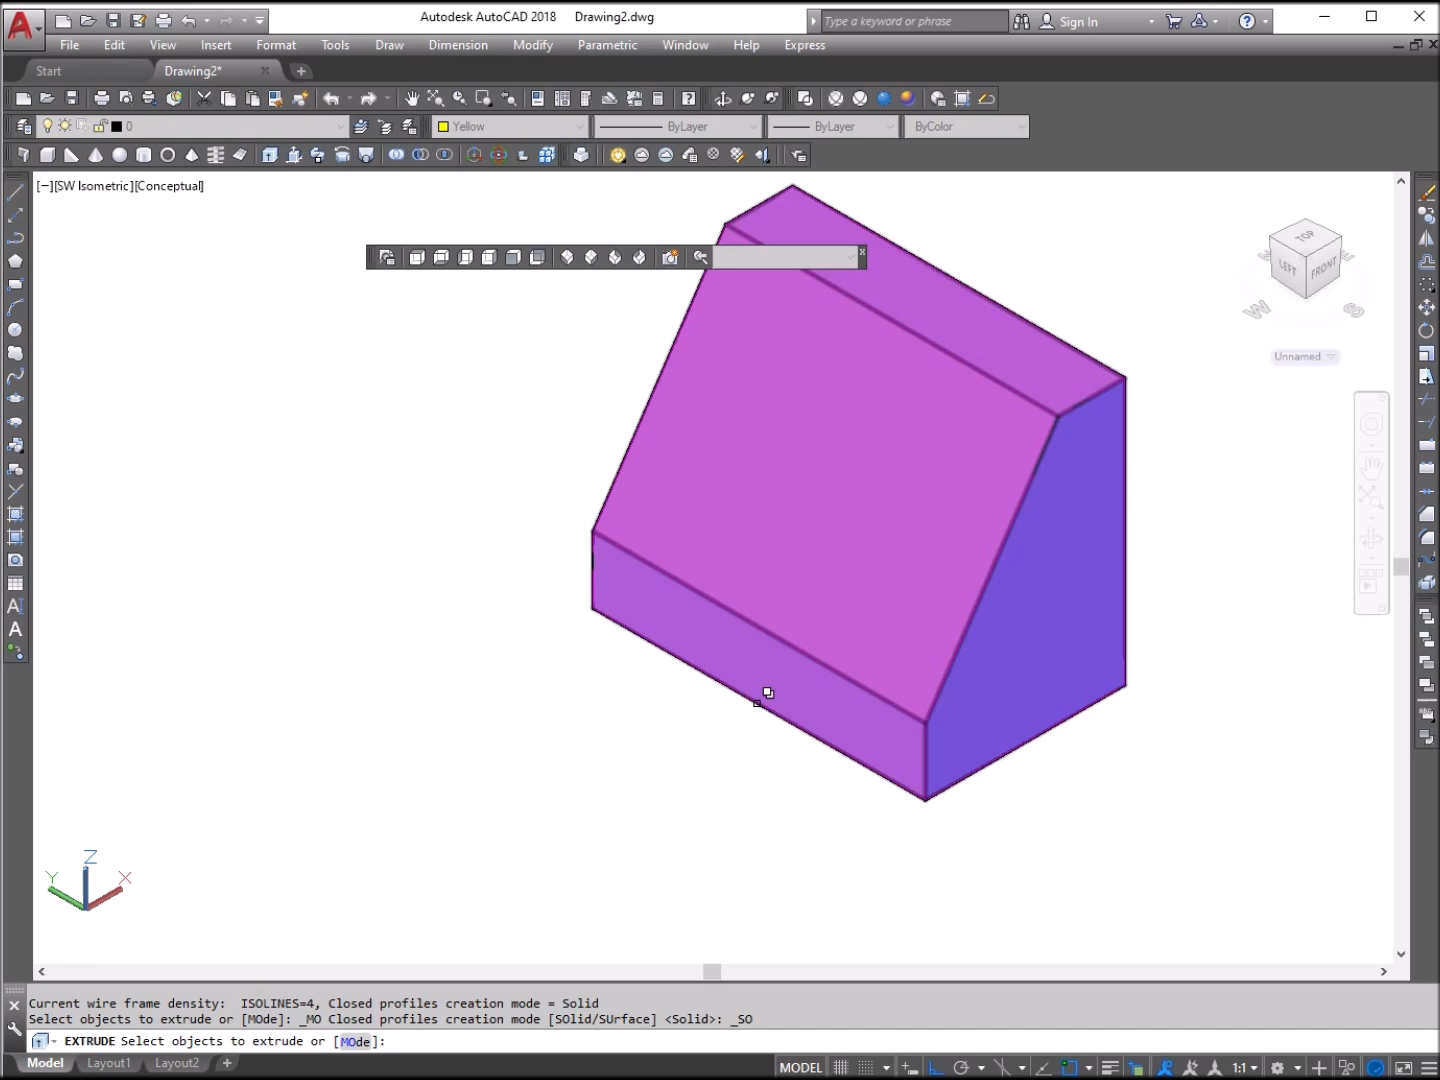 Autodesk AutoCAD 2018 Drawing2.dwg
Type a keyword or phrase
Sign In
File Edit View Insert Format Tools Draw Dimension Modify Parametric Window Help Express
Start
Drawing2*
0
Yellow
ByLayer
ByLayer
ByColor
[−][SW Isometric][Conceptual]
TOP
LEFT
FRONT
W
S
Unnamed
Z
Y
X
Current wire frame density:  ISOLINES=4, Closed profiles creation mode = Solid
Select objects to extrude or [MOde]: _MO Closed profiles creation mode [SOlid/SUrface] <Solid>: _SO
EXTRUDE Select objects to extrude or [MOde]:
Model Layout1 Layout2 +
MODEL
1:1